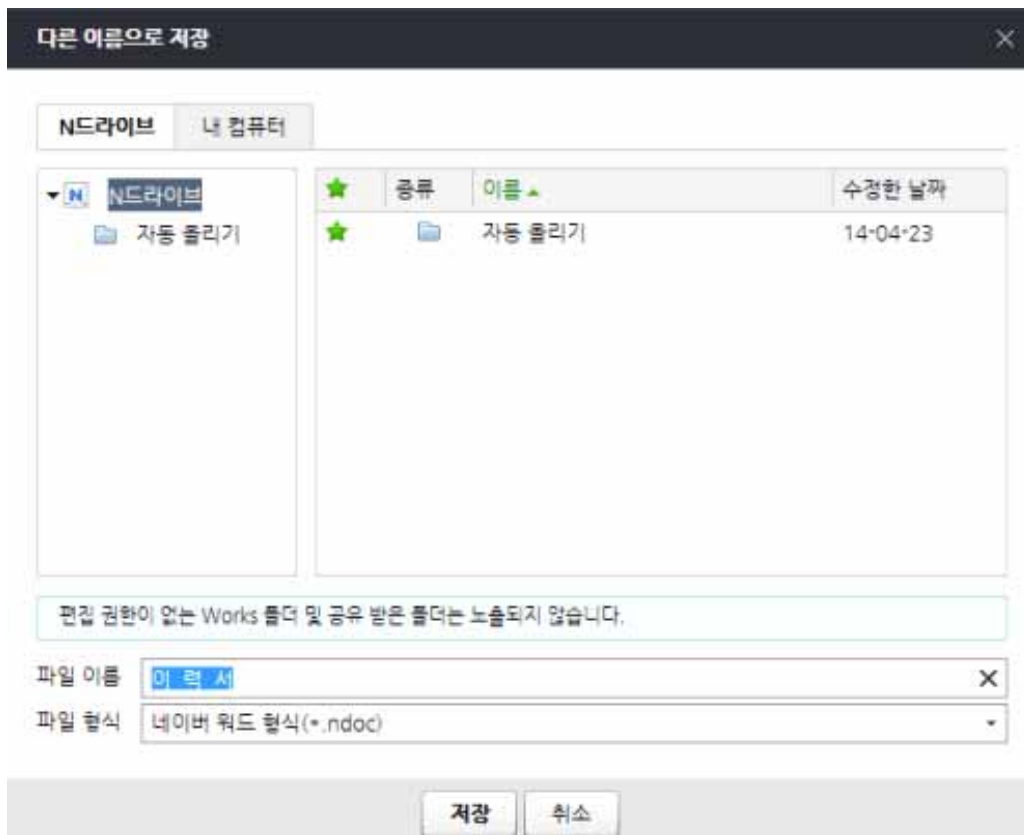 다른 이름으로 저장
N드라이브 내 컴퓨터
N N드라이브
자동 올리기
종류 이름 수정한 날짜
자동 올리기 14-04-23
편집 권한이 없는 Works 폴더 및 공유 받은 폴더는 노출되지 않습니다.
파일 이름 이 력 서
파일 형식 네이버 워드 형식(*.ndoc)
저장 취소